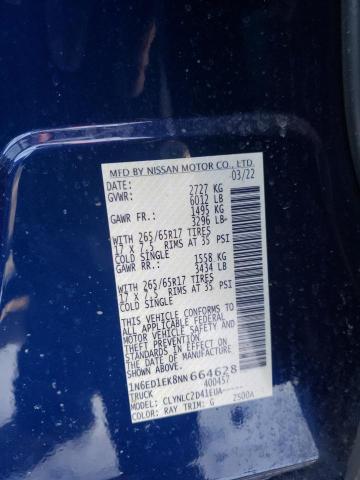 MFD BY NISSAN MOTOR CO., LTD.
DATE: 03/22
GVWR: 2727 KG
6012 LB
GAWR FR: 1495 KG
3296 LB
WITH 265/65R17 TIRES
17 X 7.5 RIMS AT 35 PSI
COLD SINGLE
GAWR RR: 1558 KG
3434 LB
WITH 265/65R17 TIRES
17 X 7.5 RIMS AT 35 PSI
COLD SINGLE
THIS VEHICLE CONFORMS TO
ALL APPLICABLE FEDERAL
MOTOR VEHICLE SAFETY AND
THEFT PREVENTION
STANDARDS IN EFFECT ON THE
DATE OF MANUFACTURE
SHOWN ABOVE.
1N6ED1EK8NN664628
TRUCK 400457
MODEL: CLYNLC2D41EUA-----
COLOR: RAY TRIM: G 2500A